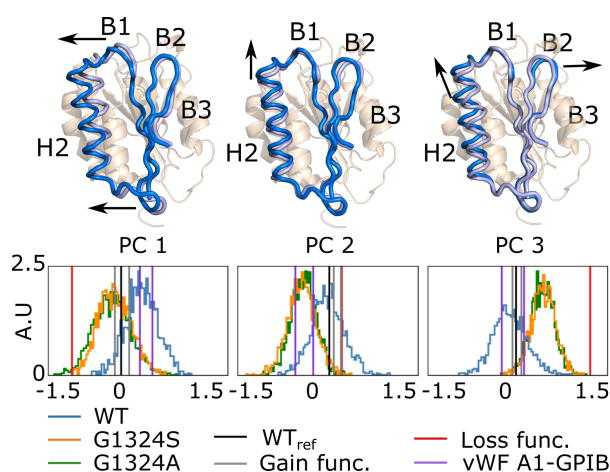 B1 B2 B3 H2
B1 B2 B3 H2
B1 B2 B3 H2
PC 1 PC 2 PC 3
2.5
A.U
0
-1.5 0 1.5 -1.5 0 1.5 -1.5 0 1.5
WT
G1324S WTref Loss func.
G1324A Gain func. vWF A1-GPIB